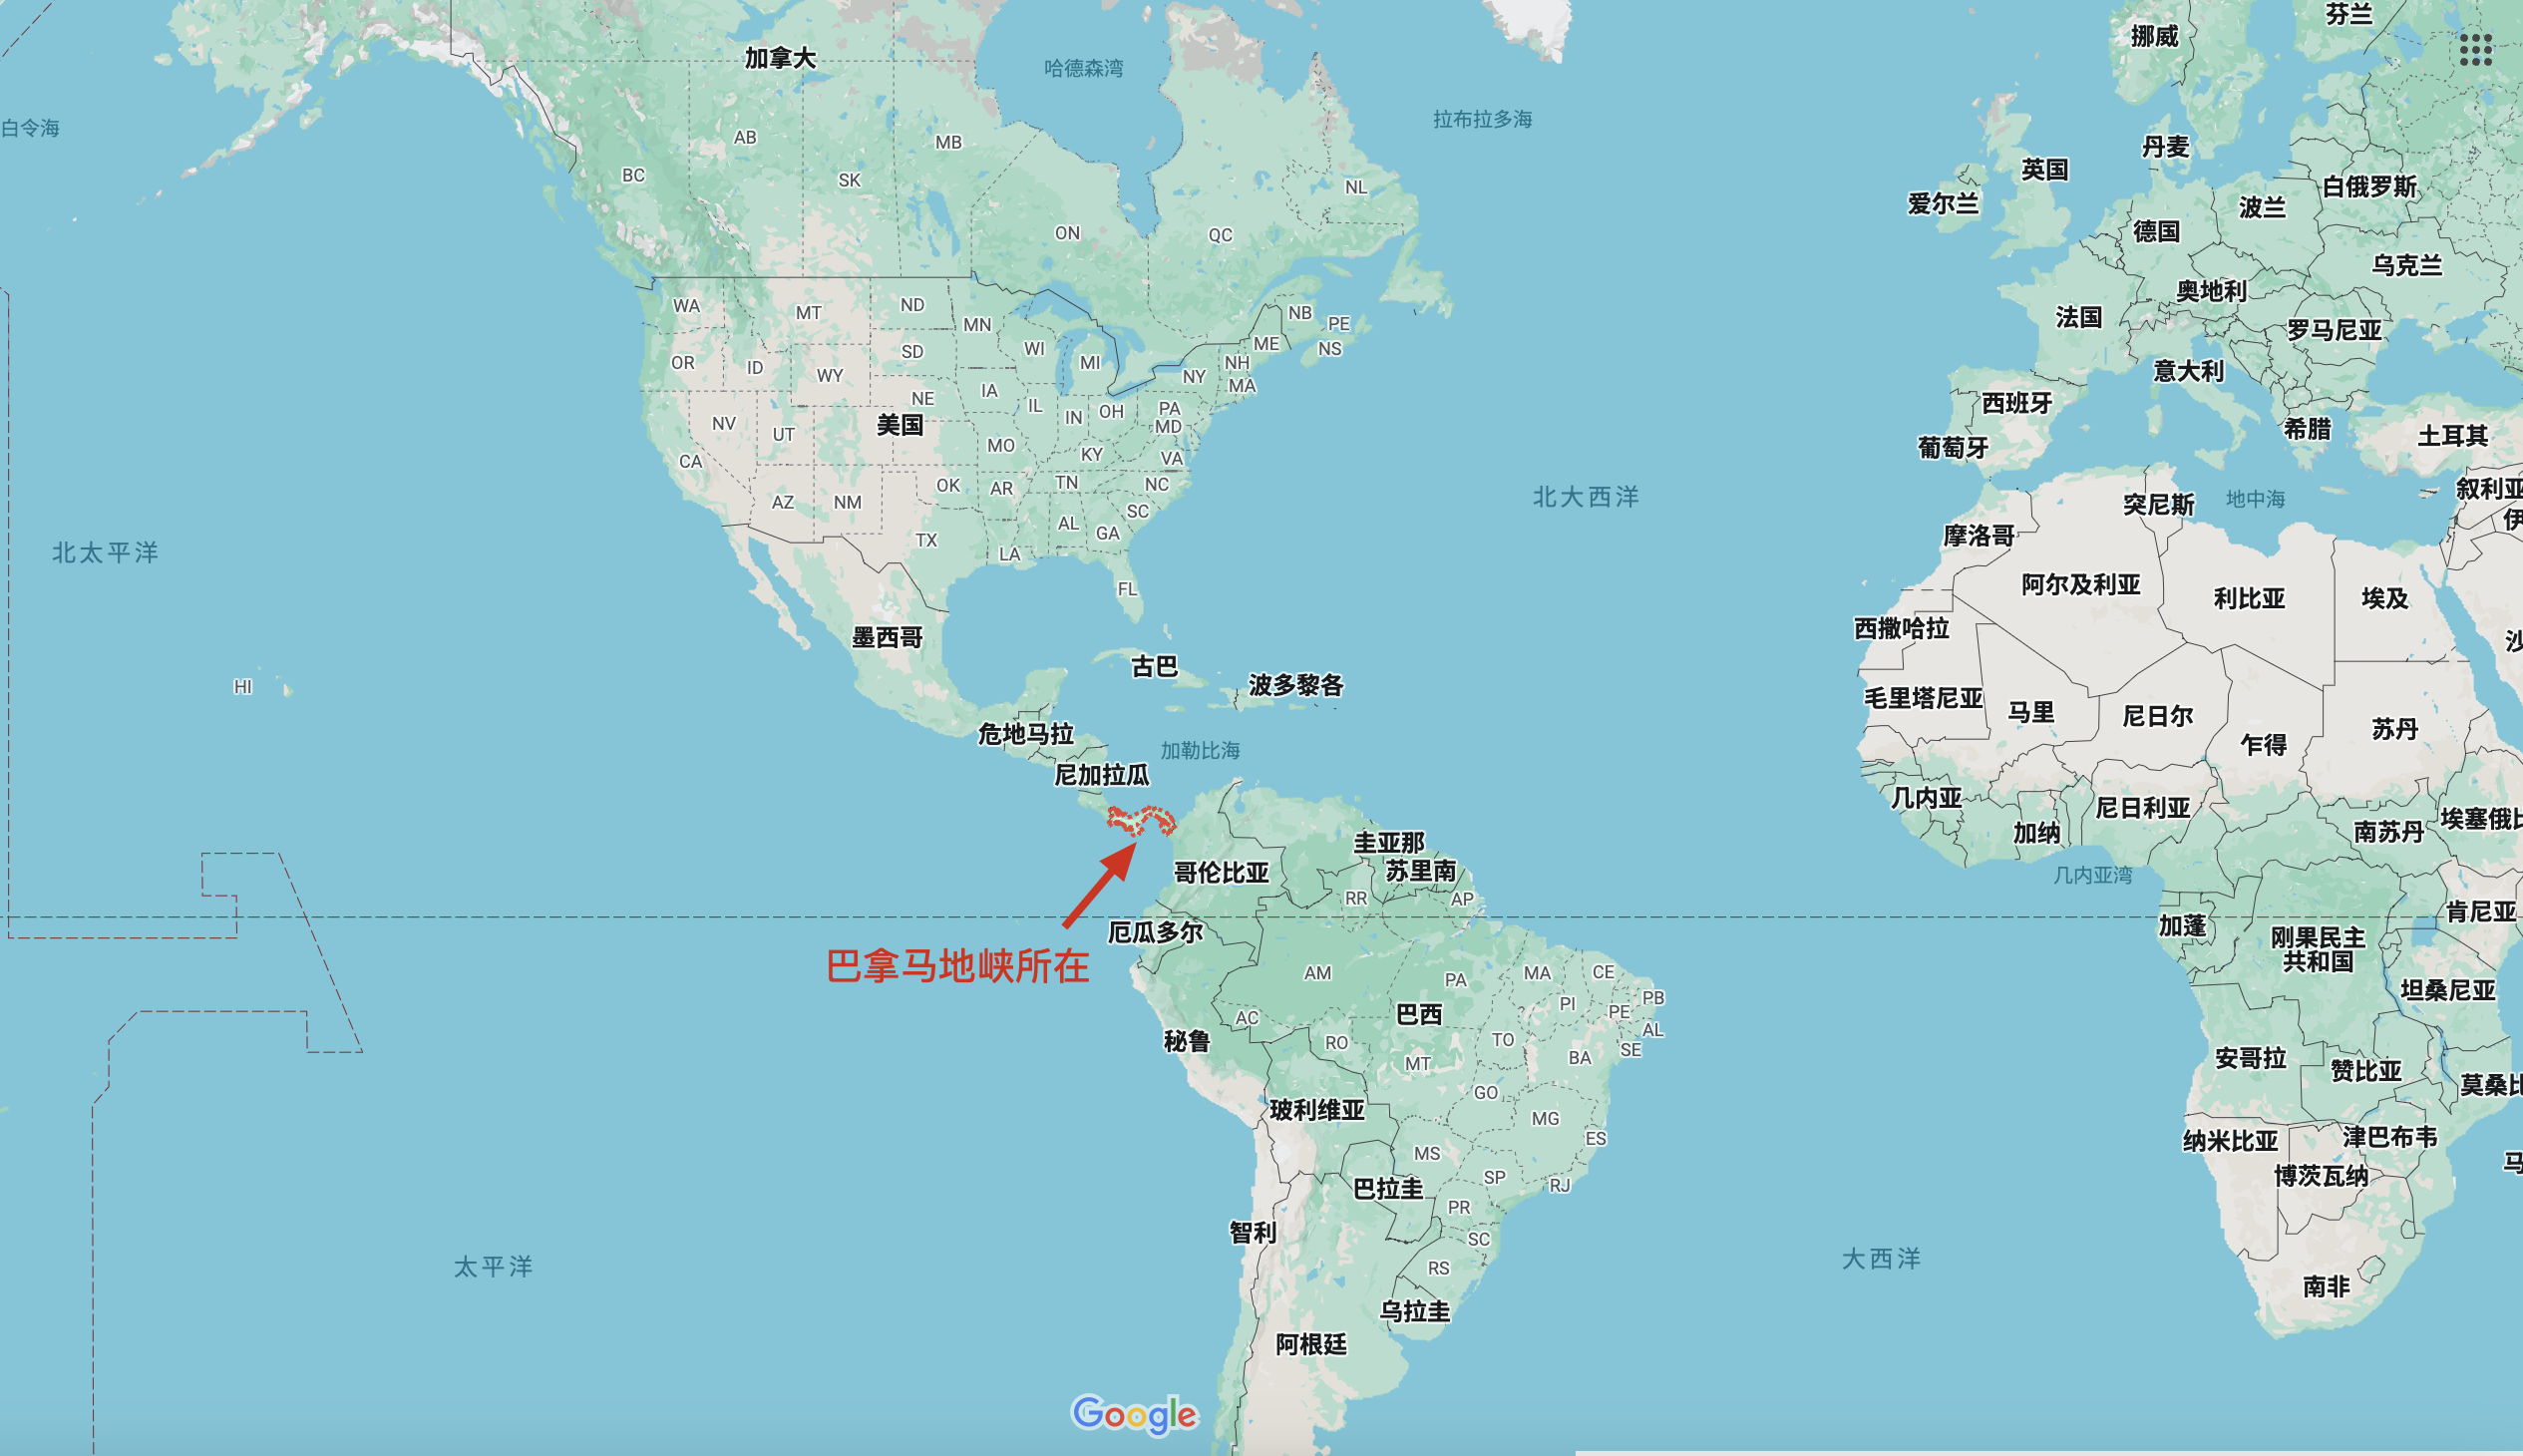 芬兰
挪威
加拿大
哈德森湾
拉布拉多海
白令海
AB
MB
丹麦
英国
BC
SK
NL
白俄罗斯
爱尔兰
波兰
ON
QC
德国
乌克兰
奥地利
WA
MT
ND
MN
NB
PE
法国
罗马尼亚
OR
ID
SD
WI
MI
ME
NS
NH
意大利
WY
NE
IA
IL
NY
MA
西班牙
NV
UT
美国
IN
OH
PA
MD
希腊
土耳其
CA
MO
KY
VA
葡萄牙
AZ
NM
OK
AR
TN
NC
北大西洋
突尼斯
地中海
叙利亚
SC
AL
GA
摩洛哥
伊
北太平洋
TX
LA
FL
阿尔及利亚
利比亚
埃及
墨西哥
西撒哈拉
沙
HI
古巴
波多黎各
毛里塔尼亚
马里
尼日尔
苏丹
危地马拉
加勒比海
乍得
尼加拉瓜
几内亚
尼日利亚
加纳
南苏丹
埃塞俄比
圭亚那
苏里南
哥伦比亚
几内亚湾
RR
AP
肯尼亚
厄瓜多尔
加蓬
刚果民主
共和国
巴拿马地峡所在
AM
PA
MA
CE
坦桑尼亚
PI
PB
PE
AC
巴西
AL
秘鲁
RO
TO
SE
MT
BA
安哥拉
赞比亚
莫桑比
GO
玻利维亚
MG
ES
纳米比亚
津巴布韦
MS
马
博茨瓦纳
巴拉圭
SP
RJ
PR
智利
SC
太平洋
RS
大西洋
南非
乌拉圭
阿根廷
Google